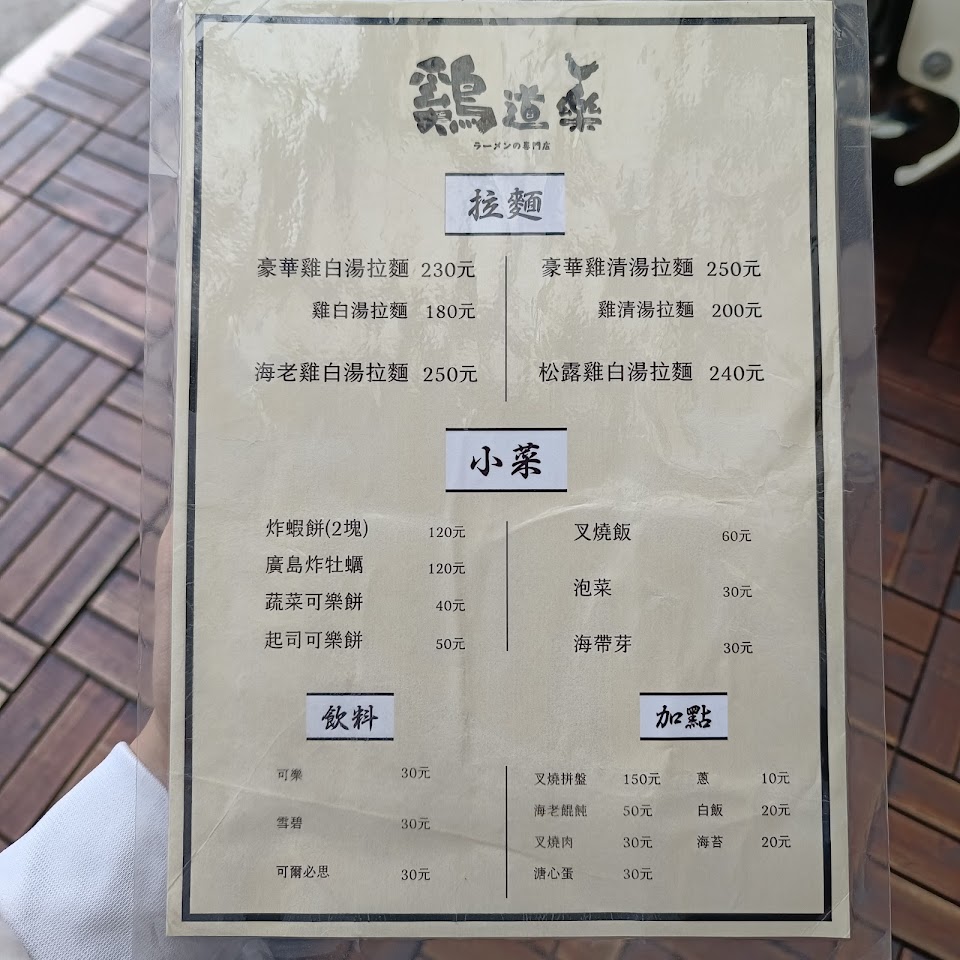 鷄道樂
ラーメンの專門店
拉麵
豪華雞白湯拉麵 230元
雞白湯拉麵 180元
海老雞白湯拉麵 250元
豪華雞清湯拉麵 250元
雞清湯拉麵 200元
松露雞白湯拉麵 240元
小菜
炸蝦餅(2塊) 120元
廣島炸牡蠣 120元
蔬菜可樂餅 40元
起司可樂餅 50元
叉燒飯 60元
泡菜 30元
海帶芽 30元
飲料
可樂 30元
雪碧 30元
可爾必思 30元
加點
叉燒拼盤 150元
海老餛飩 50元
叉燒肉 30元
溏心蛋 30元
蔥 10元
白飯 20元
海苔 20元